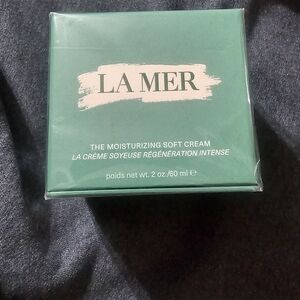 LA MER
THE MOISTURIZING SOFT CREAM
LA CRÈME SOYEUSE RÉGÉNÉRATION INTENSE
poids net wt. 2 oz./60 ml ℮